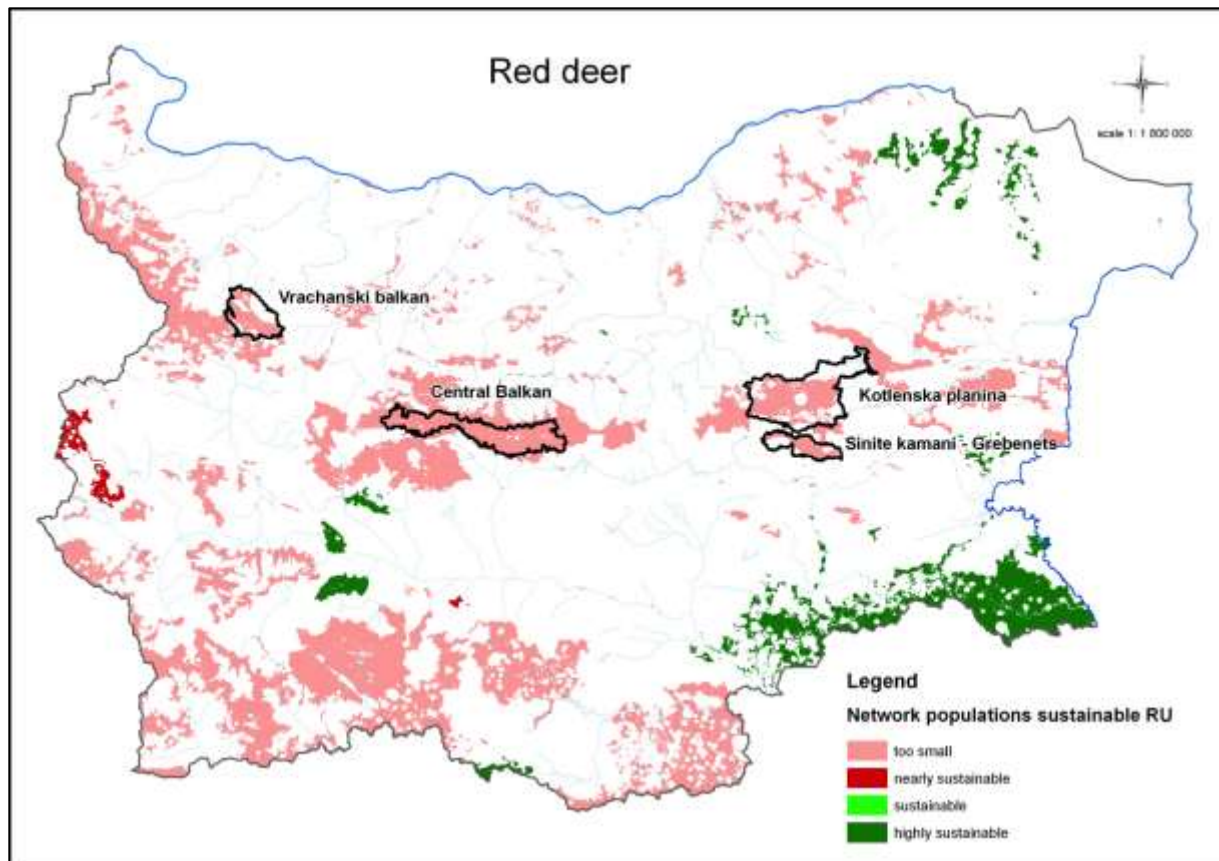 Red deer
scale 1: 1 800 000
Vrachanski balkan
Central Balkan
Kotlenska planina
Sinite kamani - Grebenets
Legend
Network populations sustainable RU
too small
nearly sustainable
sustainable
highly sustainable